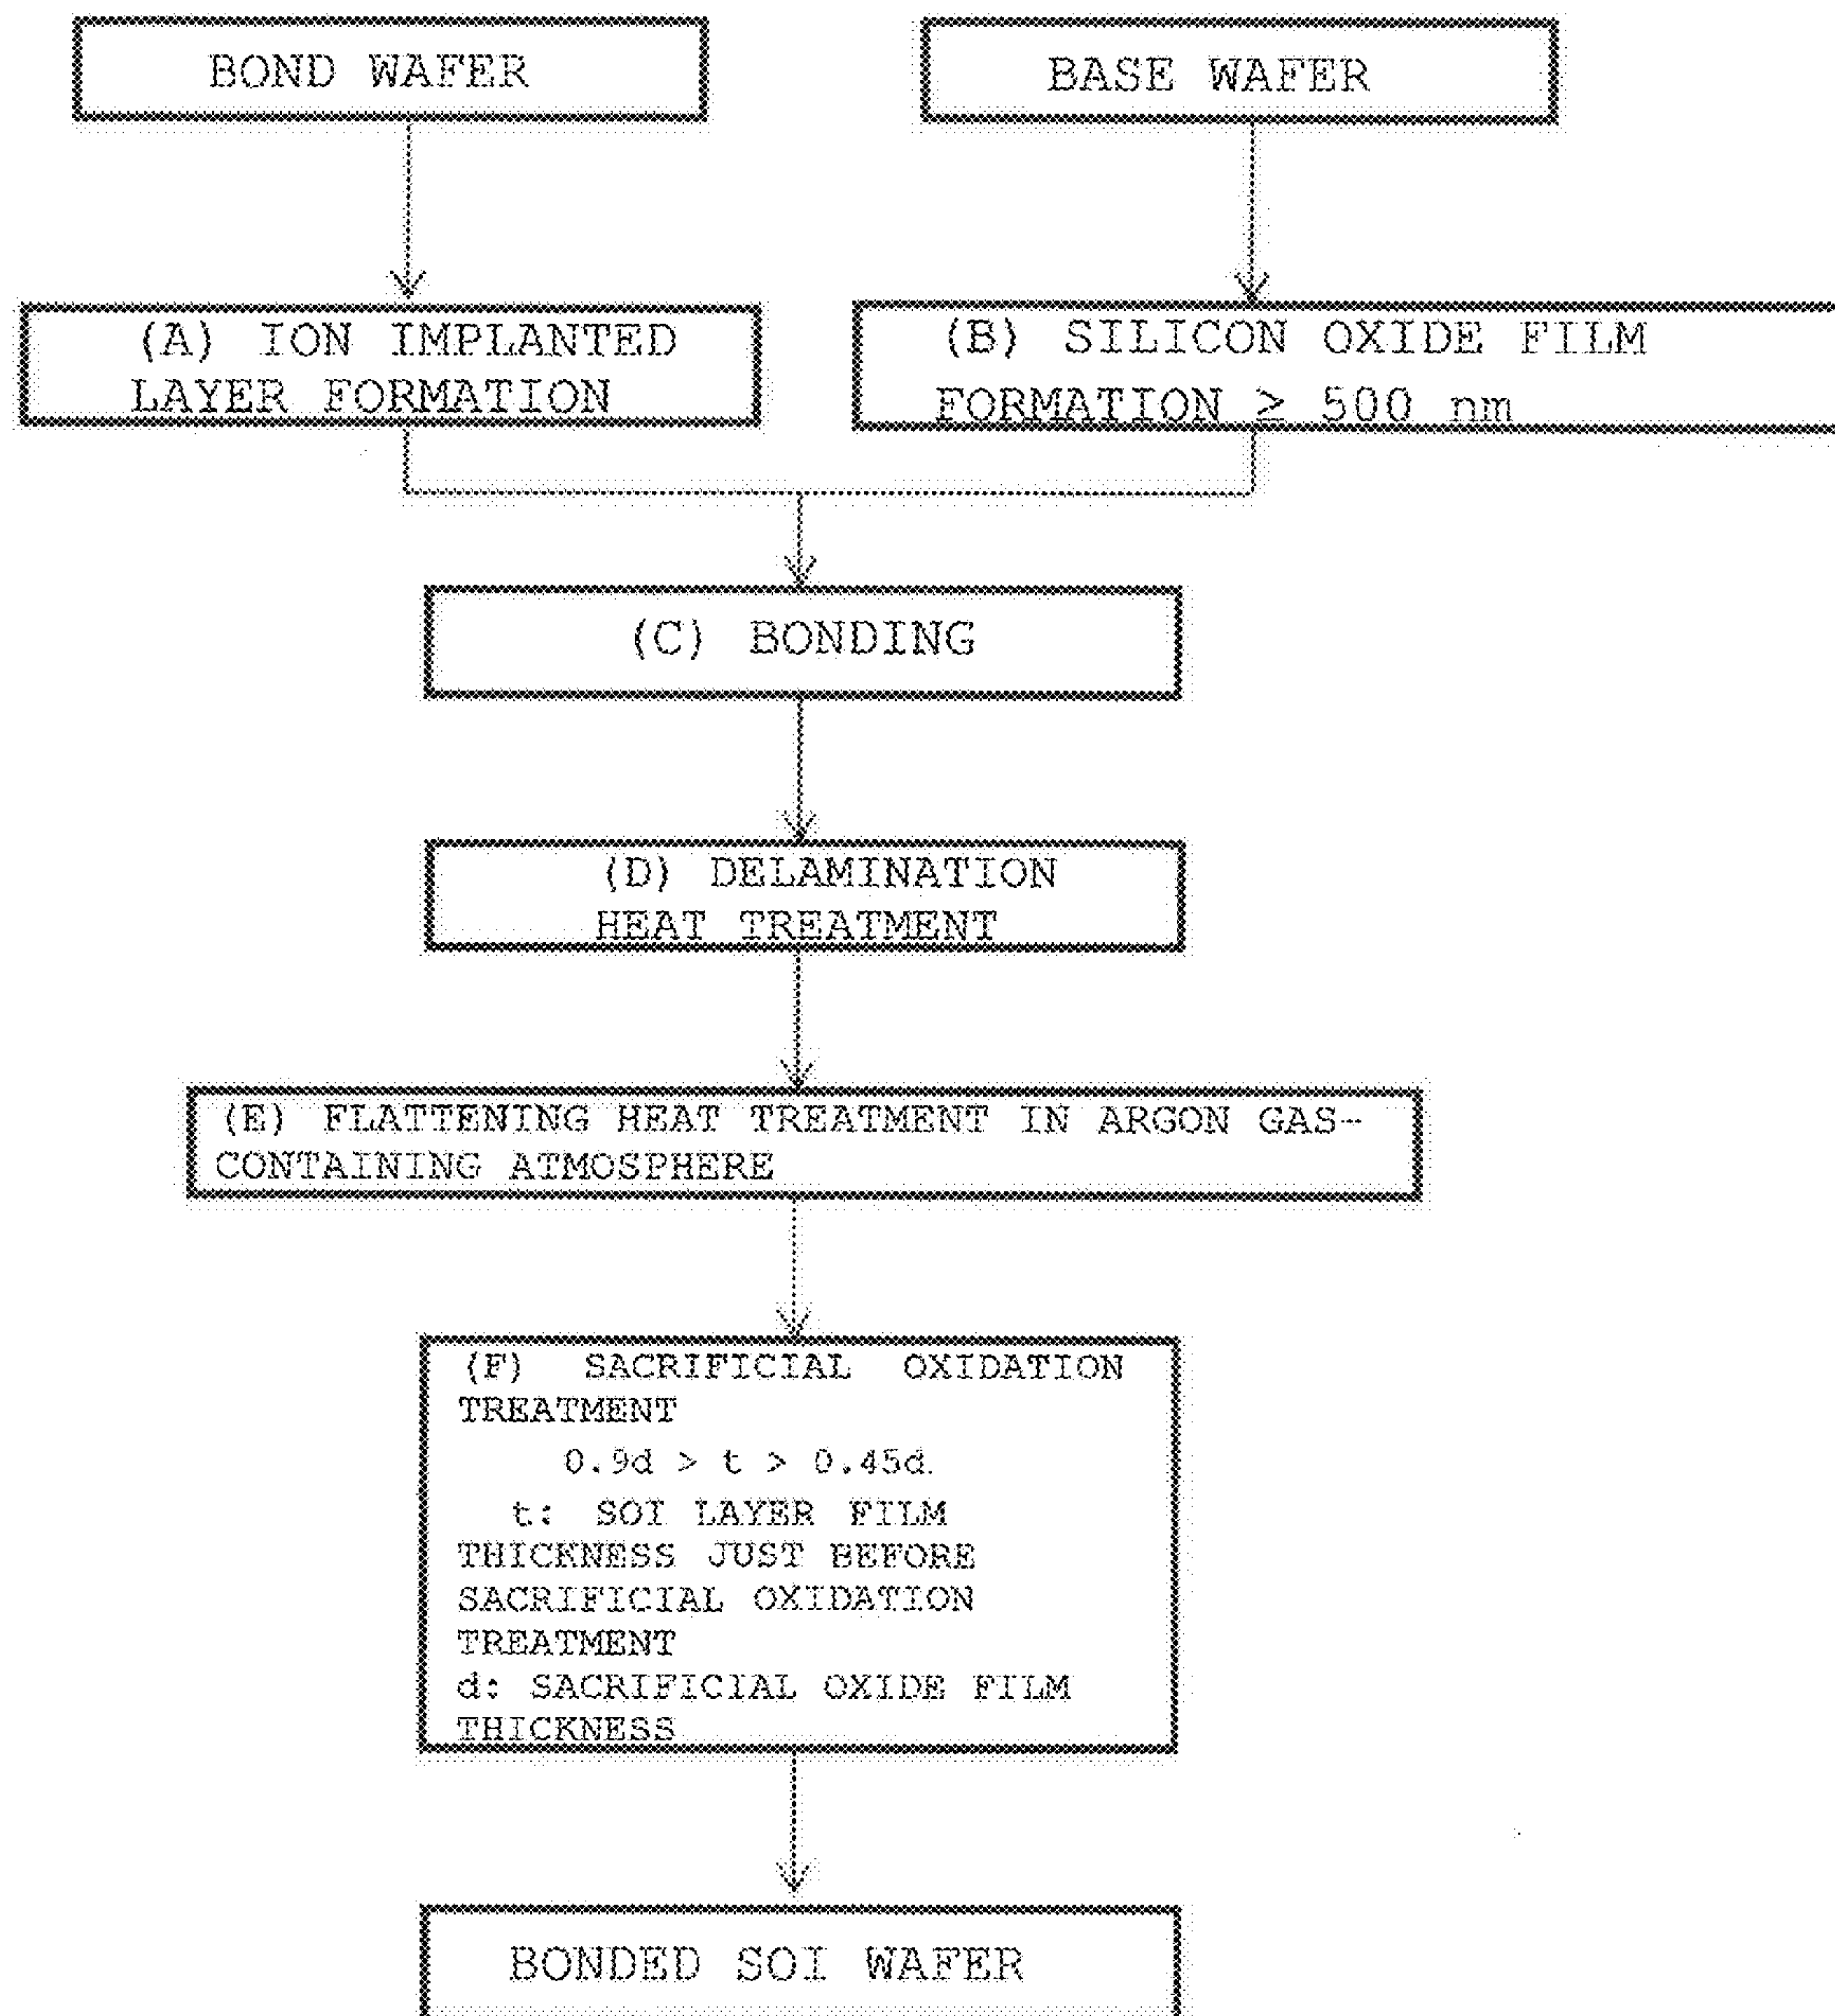 BOND WAFER
BASE WAFER
(A) ION IMPLANTED
LAYER FORMATION
(B) SILICON OXIDE FILM
FORMATION ≥ 500 nm
(C) BONDING
(D) DELAMINATION
HEAT TREATMENT
(E) FLATTENING HEAT TREATMENT IN ARGON GAS-
CONTAINING ATMOSPHERE
(F) SACRIFICIAL OXIDATION
TREATMENT
0.9d > t > 0.45d
t: SOI LAYER FILM
THICKNESS JUST BEFORE
SACRIFICIAL OXIDATION
TREATMENT
d: SACRIFICIAL OXIDE FILM
THICKNESS
BONDED SOI WAFER